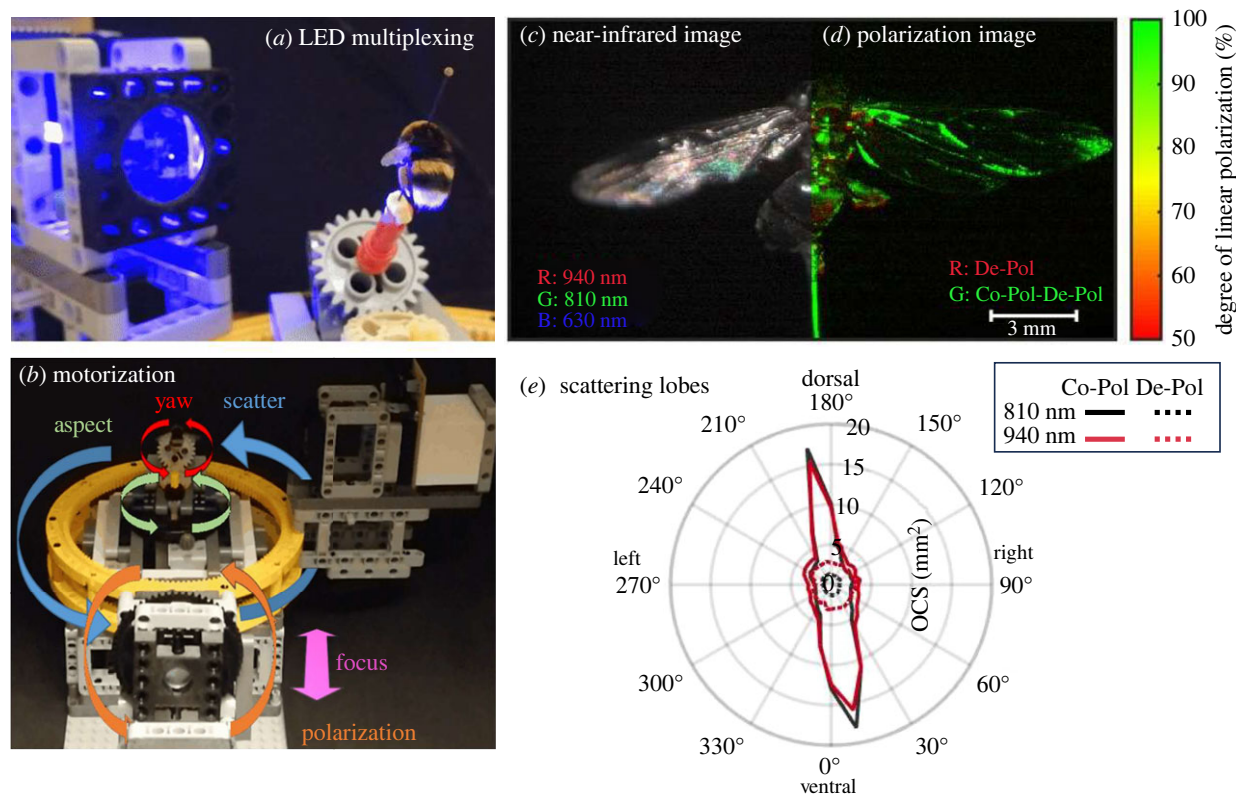 (a) LED multiplexing
(b) motorization
yaw
scatter
aspect
focus
polarization
(c) near-infrared image
(d) polarization image
R: 940 nm
G: 810 nm
B: 630 nm
R: De-Pol
G: Co-Pol-De-Pol
3 mm
100
90
80
70
60
50
degree of linear polarization (%)
(e) scattering lobes
Co-Pol De-Pol
810 nm
940 nm
dorsal
180°
210°
150°
240°
120°
left
270°
right
90°
300°
60°
330°
30°
0°
ventral
20
15
10
5
0
OCS (mm²)